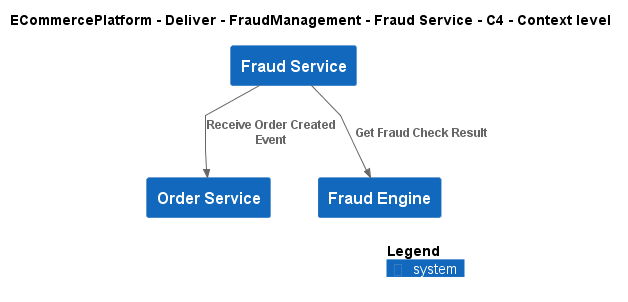 ECommercePlatform - Deliver - FraudManagement - Fraud Service - C4 - Context level
Fraud Service
Receive Order Created
Event
Get Fraud Check Result
Order Service
Fraud Engine
Legend
system